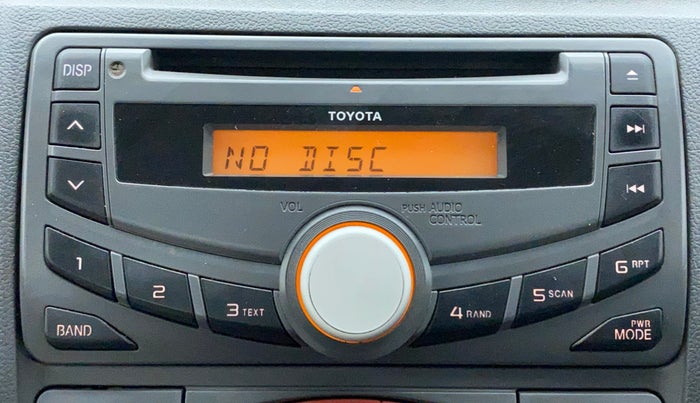 DISP
TOYOTA
NO DISC
VOL
PUSH AUDIO
CONTROL
1
2
3 TEXT
4 RAND
5 SCAN
6 RPT
BAND
PWR
MODE